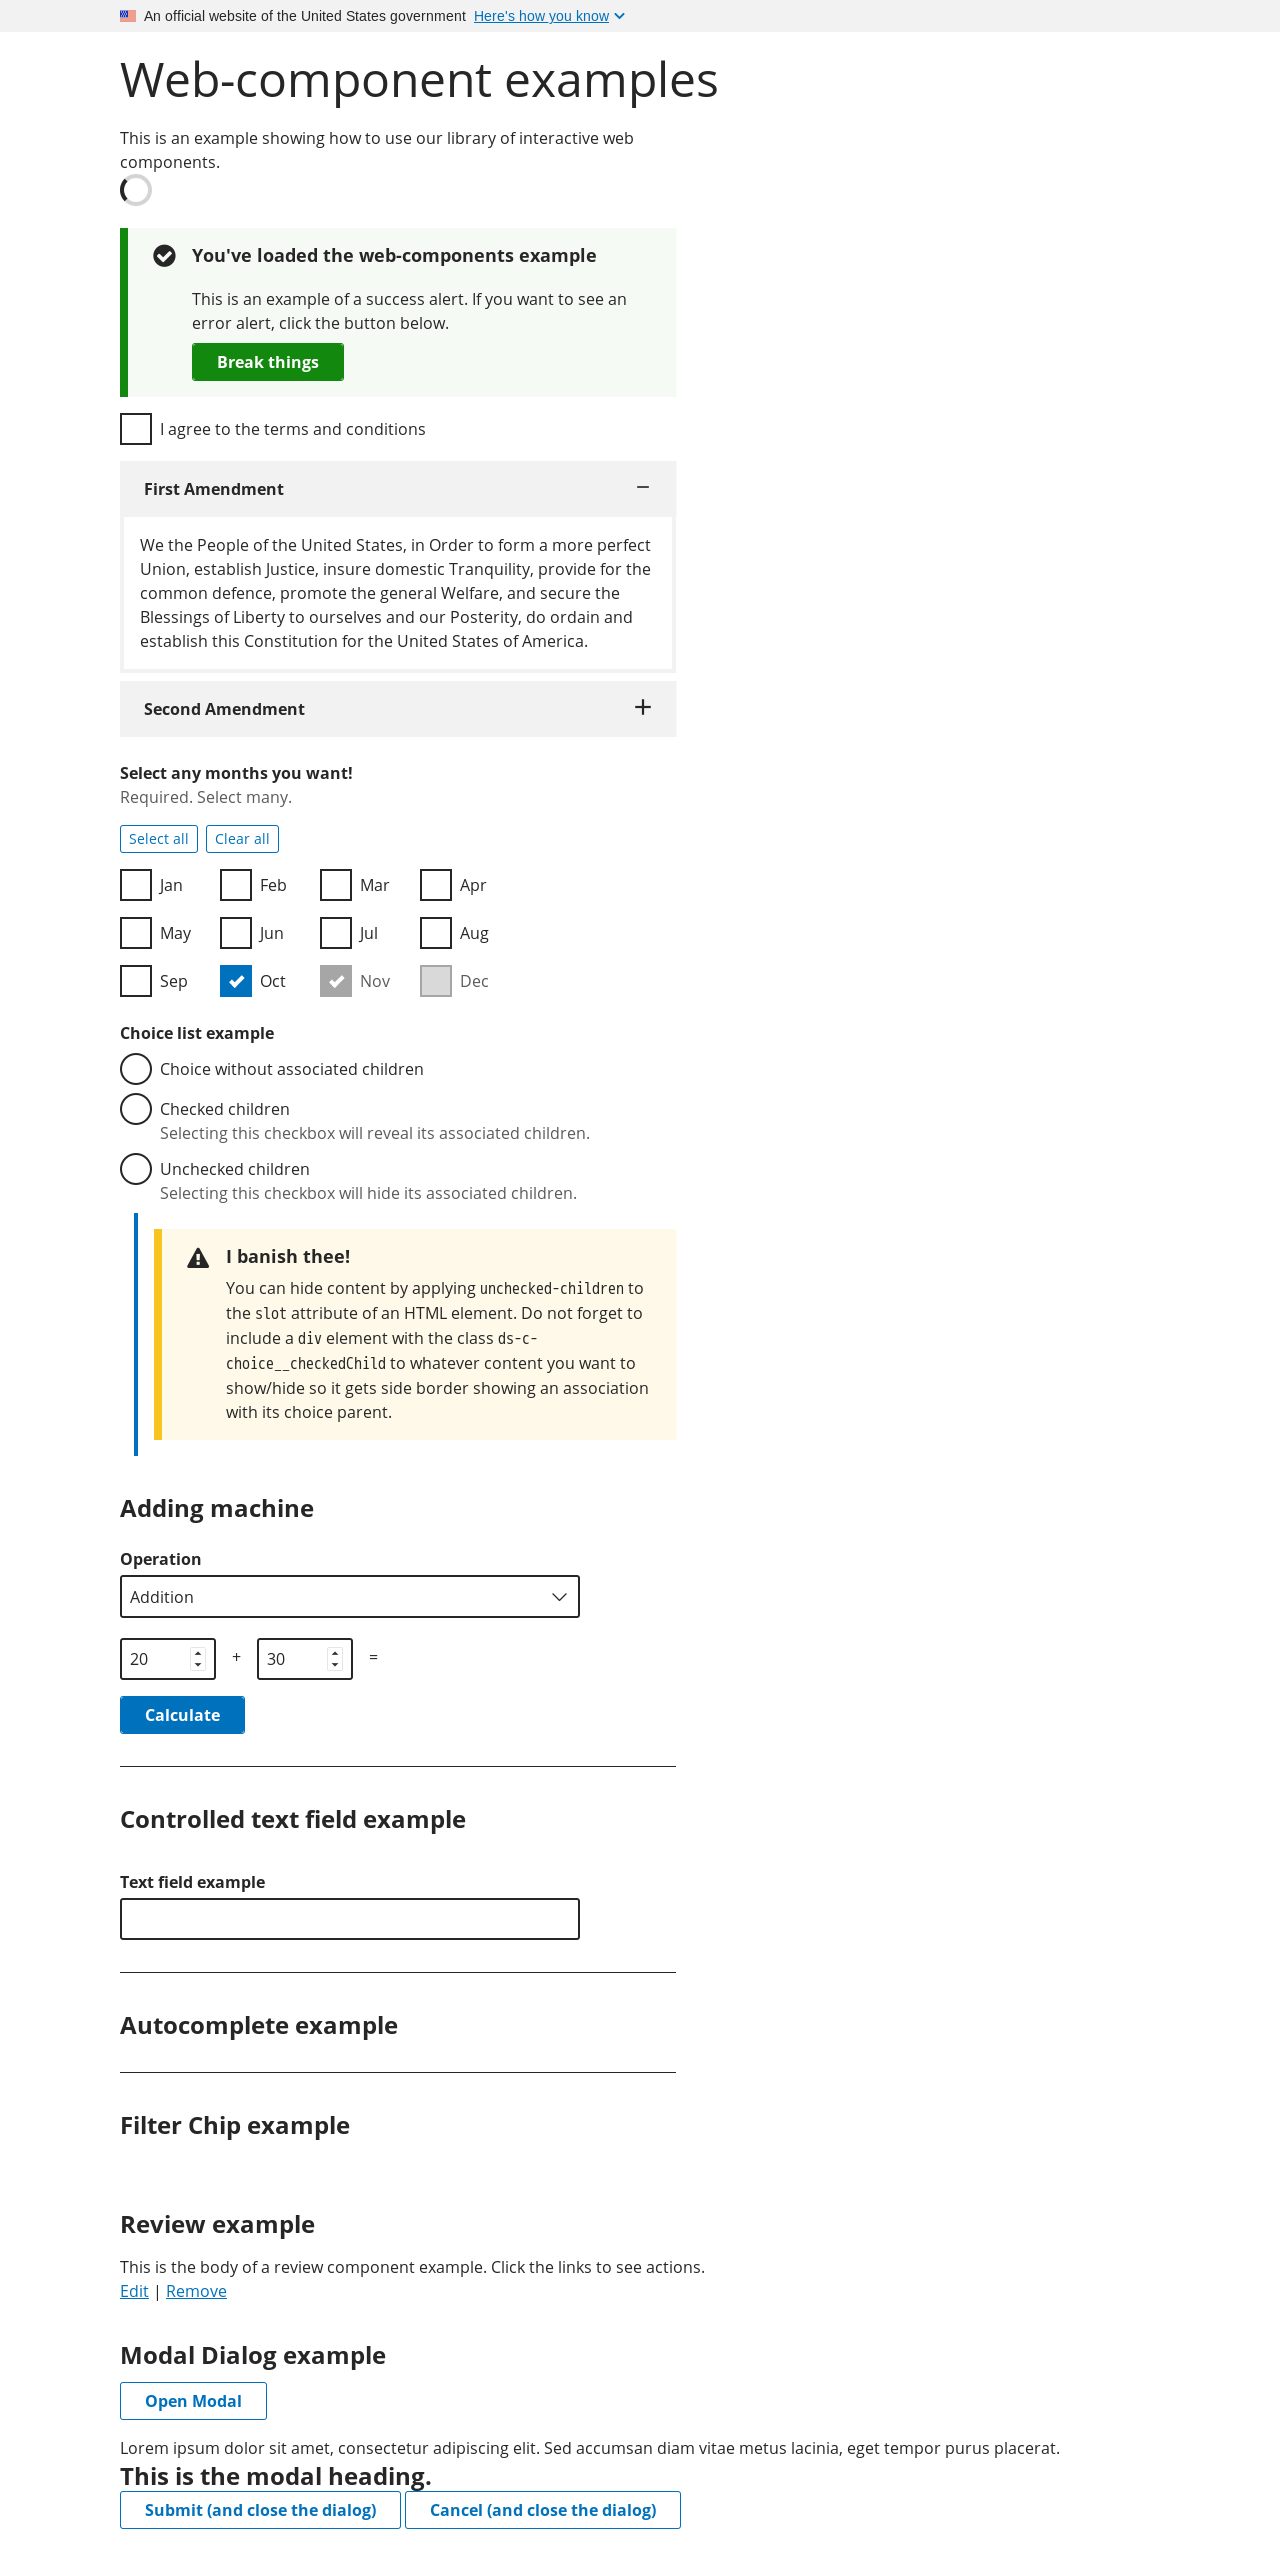 An official website of the United States government Here's how you know
Web-component examples
This is an example showing how to use our library of interactive web
components.
You've loaded the web-components example
This is an example of a success alert. If you want to see an
error alert, click the button below.
Break things
I agree to the terms and conditions
First Amendment
We the People of the United States, in Order to form a more perfect
Union, establish Justice, insure domestic Tranquility, provide for the
common defence, promote the general Welfare, and secure the
Blessings of Liberty to ourselves and our Posterity, do ordain and
establish this Constitution for the United States of America.
Second Amendment
Select any months you want!
Required. Select many.
Select all Clear all
Jan Feb Mar Apr
May Jun Jul Aug
Sep Oct Nov Dec
Choice list example
Choice without associated children
Checked children
Selecting this checkbox will reveal its associated children.
Unchecked children
Selecting this checkbox will hide its associated children.
I banish thee!
You can hide content by applying unchecked-children to
the slot attribute of an HTML element. Do not forget to
include a div element with the class ds-c-
choice__checkedChild to whatever content you want to
show/hide so it gets side border showing an association
with its choice parent.
Adding machine
Operation
Addition
20 + 30 =
Calculate
Controlled text field example
Text field example
Autocomplete example
Filter Chip example
Review example
This is the body of a review component example. Click the links to see actions.
Edit | Remove
Modal Dialog example
Open Modal
Lorem ipsum dolor sit amet, consectetur adipiscing elit. Sed accumsan diam vitae metus lacinia, eget tempor purus placerat.
This is the modal heading.
Submit (and close the dialog) Cancel (and close the dialog)